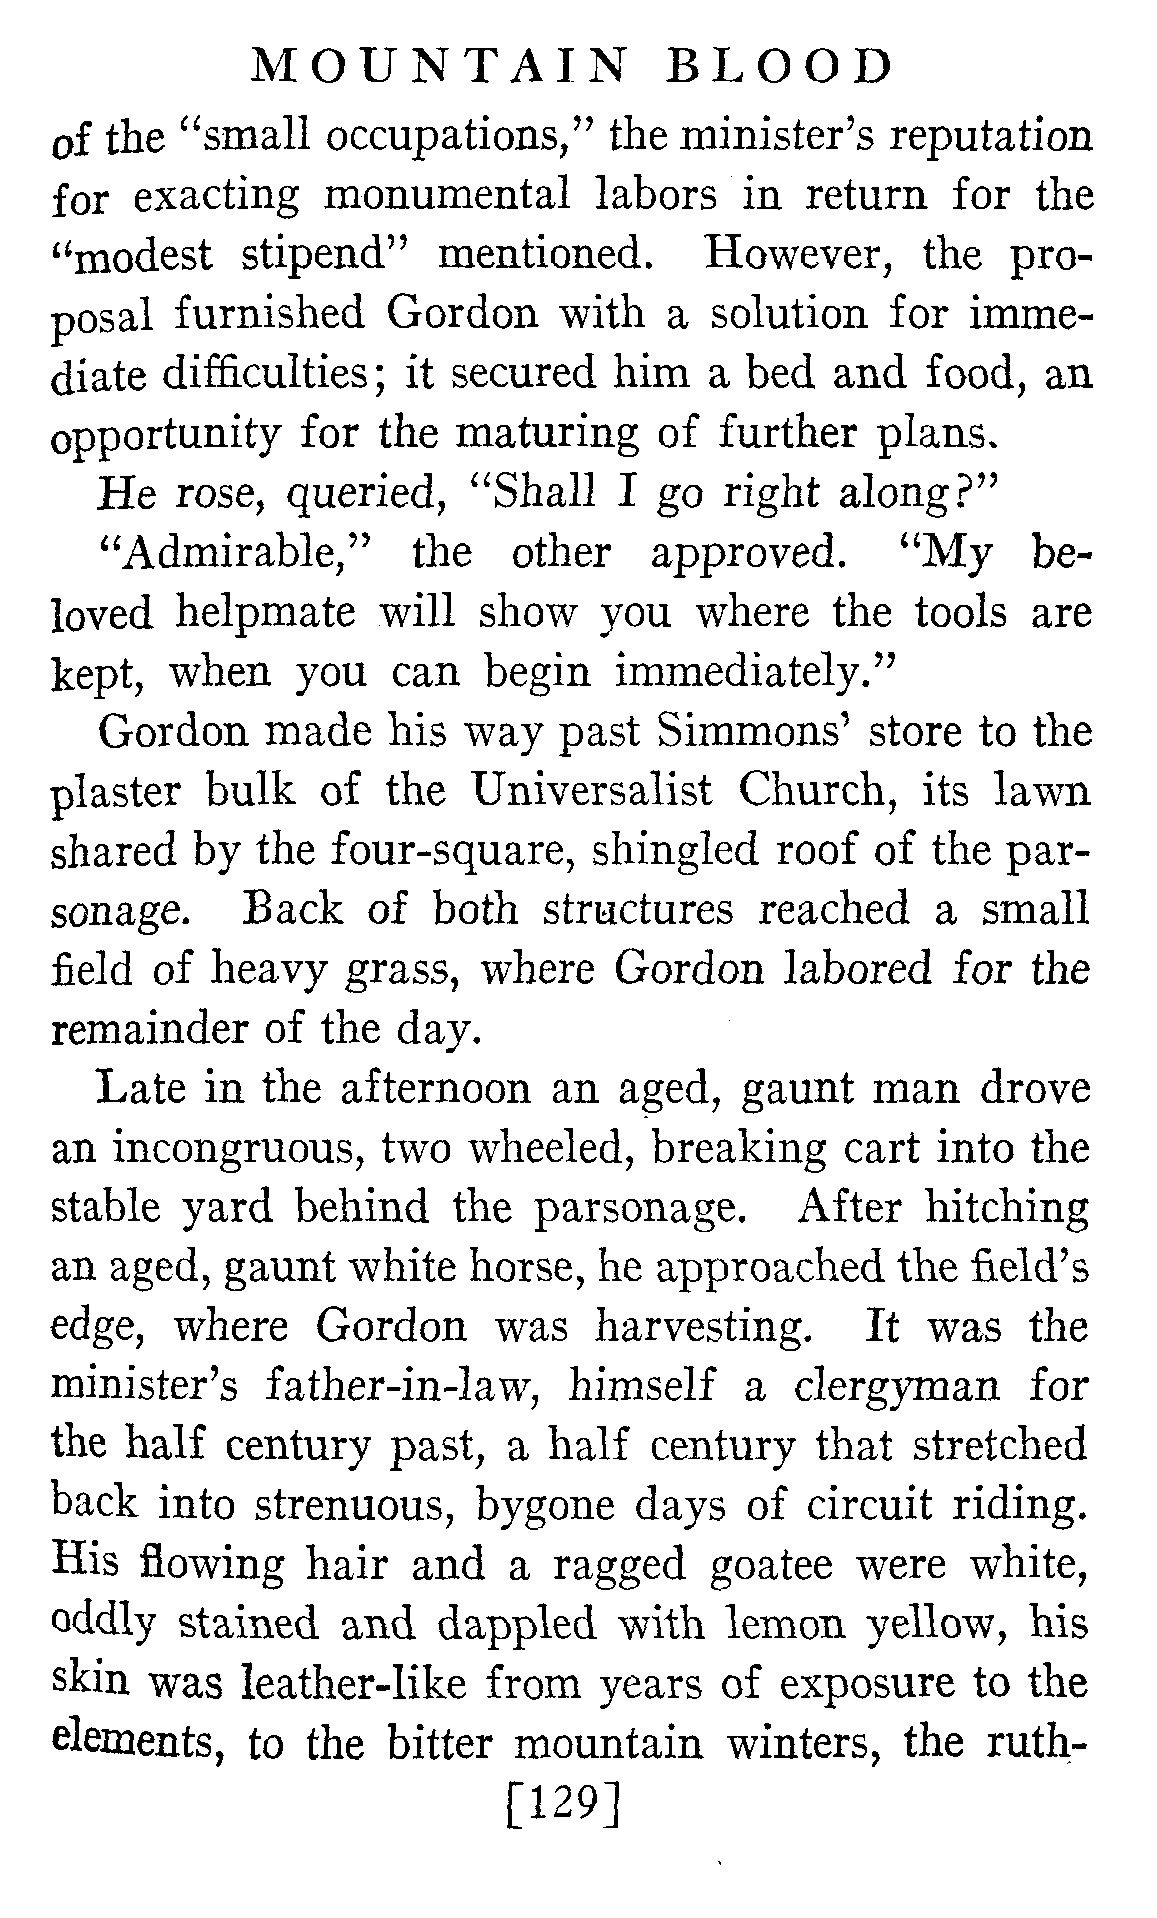 MOUNTAIN BLOOD
of the “small occupations,” the minister’s reputation
for exacting monumental labors in return for the
“modest stipend” mentioned. However, the pro-
posal furnished Gordon with a solution for imme-
diate difficulties; it secured him a bed and food, an
opportunity for the maturing of further plans.
He rose, queried, “Shall I go right along?”
“Admirable,” the other approved. “My be-
loved helpmate will show you where the tools are
kept, when you can begin immediately.”
Gordon made his way past Simmons’ store to the
plaster bulk of the Universalist Church, its lawn
shared by the four-square, shingled roof of the par-
sonage. Back of both structures reached a small
field of heavy grass, where Gordon labored for the
remainder of the day.
Late in the afternoon an aged, gaunt man drove
an incongruous, two wheeled, breaking cart into the
stable yard behind the parsonage. After hitching
an aged, gaunt white horse, he approached the field’s
edge, where Gordon was harvesting. It was the
minister’s father-in-law, himself a clergyman for
the half century past, a half century that stretched
back into strenuous, bygone days of circuit riding.
His flowing hair and a ragged goatee were white,
oddly stained and dappled with lemon yellow, his
skin was leather-like from years of exposure to the
elements, to the bitter mountain winters, the ruth-
[129]